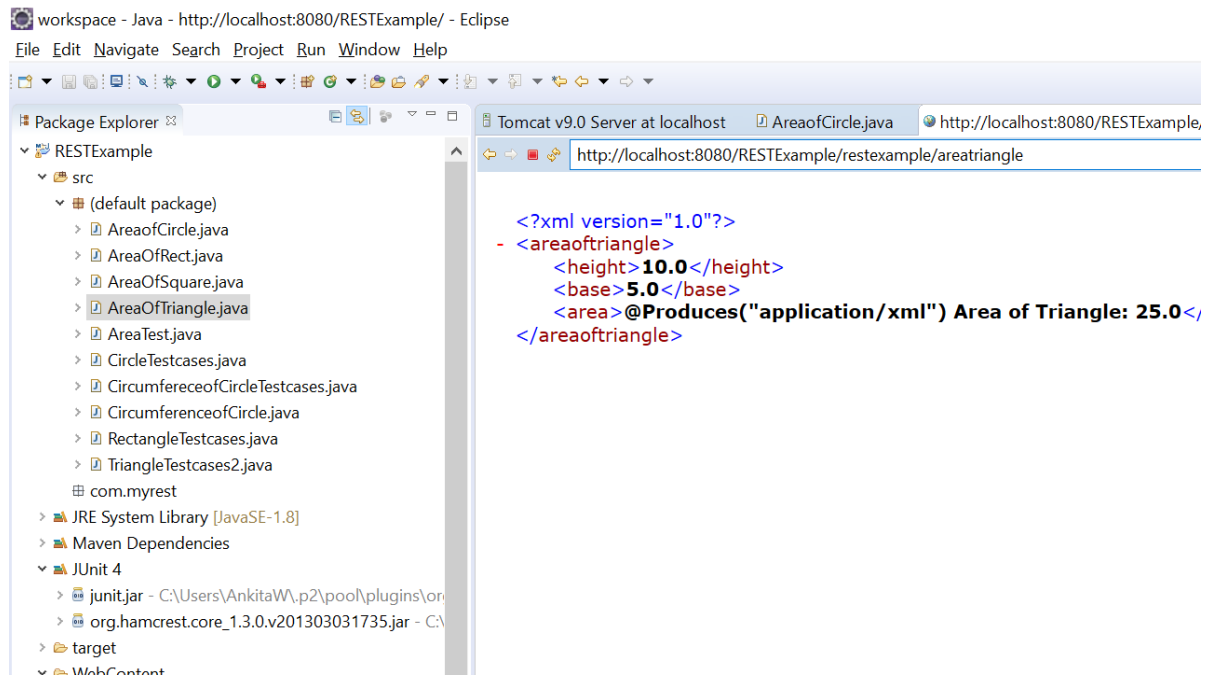 workspace - Java - http://localhost:8080/RESTExample/ - Eclipse
File Edit Navigate Search Project Run Window Help
Package Explorer
RESTExample
src
(default package)
AreaofCircle.java
AreaOfRect.java
AreaOfSquare.java
AreaOfTriangle.java
AreaTest.java
CircleTestcases.java
CircumfereceofCircleTestcases.java
CircumferenceofCircle.java
RectangleTestcases.java
TriangleTestcases2.java
com.myrest
JRE System Library [JavaSE-1.8]
Maven Dependencies
JUnit 4
junit.jar - C:\Users\AnkitaW\.p2\pool\plugins\or
org.hamcrest.core_1.3.0.v201303031735.jar - C:\
target
WebContent
Tomcat v9.0 Server at localhost AreaofCircle.java http://localhost:8080/RESTExample/
http://localhost:8080/RESTExample/restexample/areatriangle
<?xml version="1.0"?>
- <areaoftriangle>
<height>10.0</height>
<base>5.0</base>
<area>@Produces("application/xml") Area of Triangle: 25.0</
</areaoftriangle>